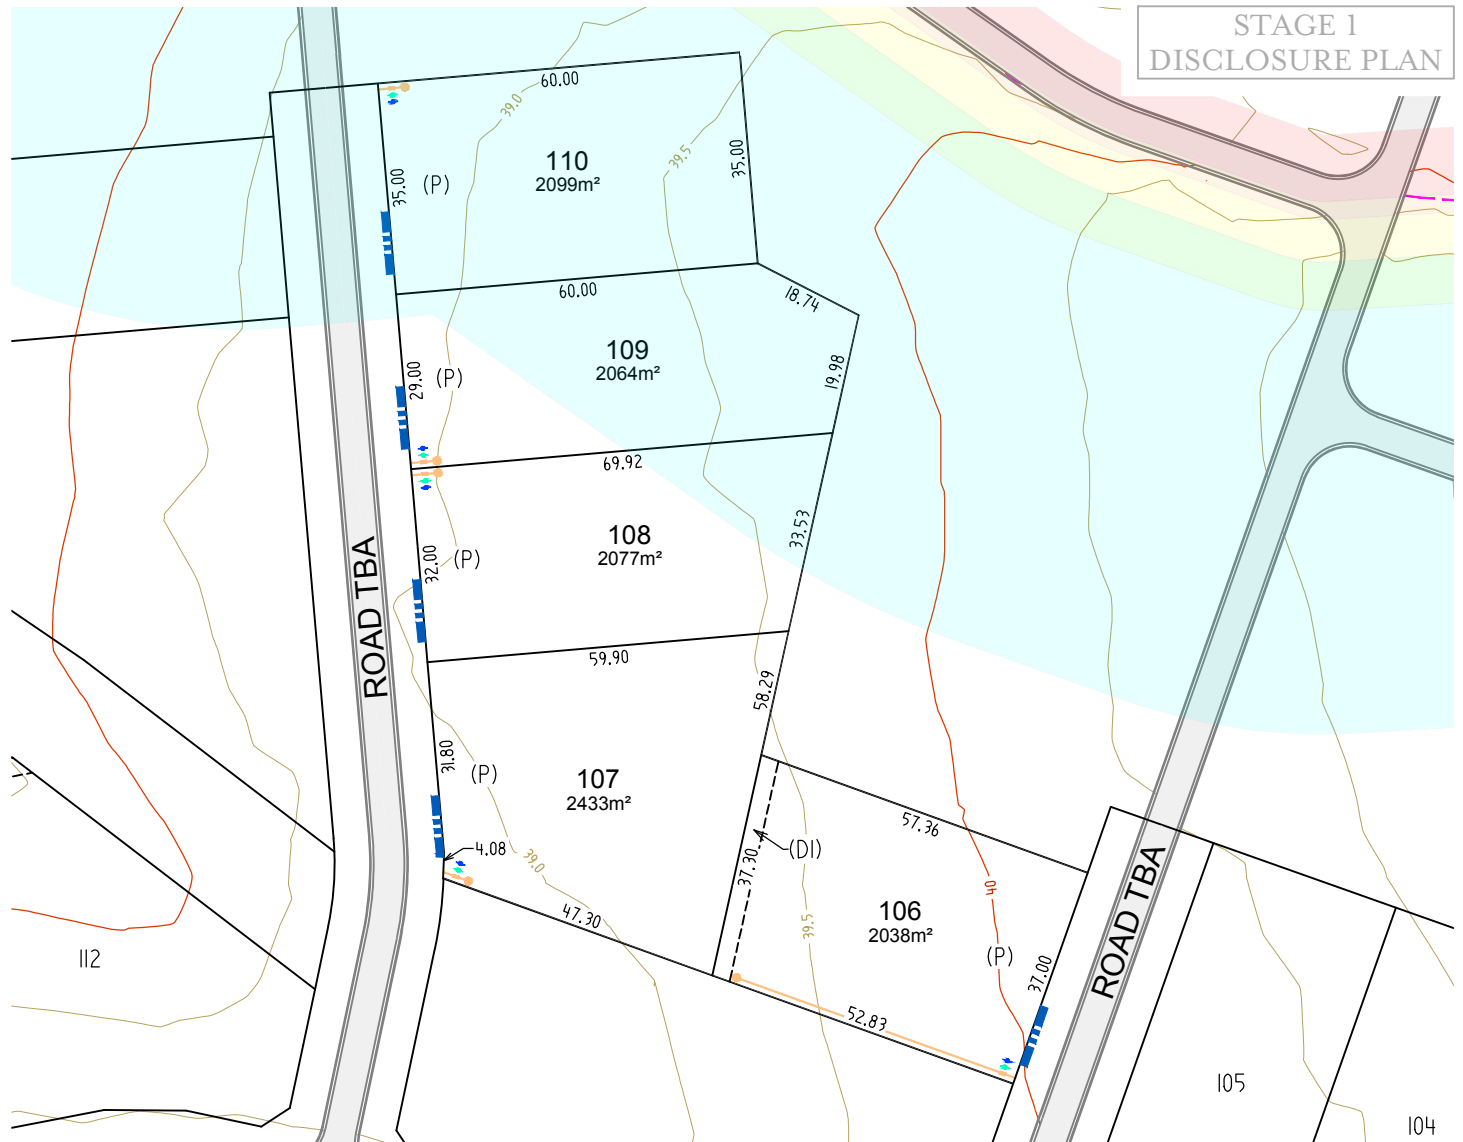 STAGE 1
DISCLOSURE PLAN
60.00
39.0
39.5
35.00
110
2099m²
35.00
(P)
60.00
18.74
109
2064m²
19.98
29.00
(P)
69.92
108
2077m²
33.53
32.00
(P)
ROAD TBA
59.90
58.29
31.80
(P)
107
2433m²
4.08
39.0
47.30
57.36
(D1)
37.30
106
2038m²
39.5
40
(P)
37.00
52.83
ROAD TBA
112
105
104